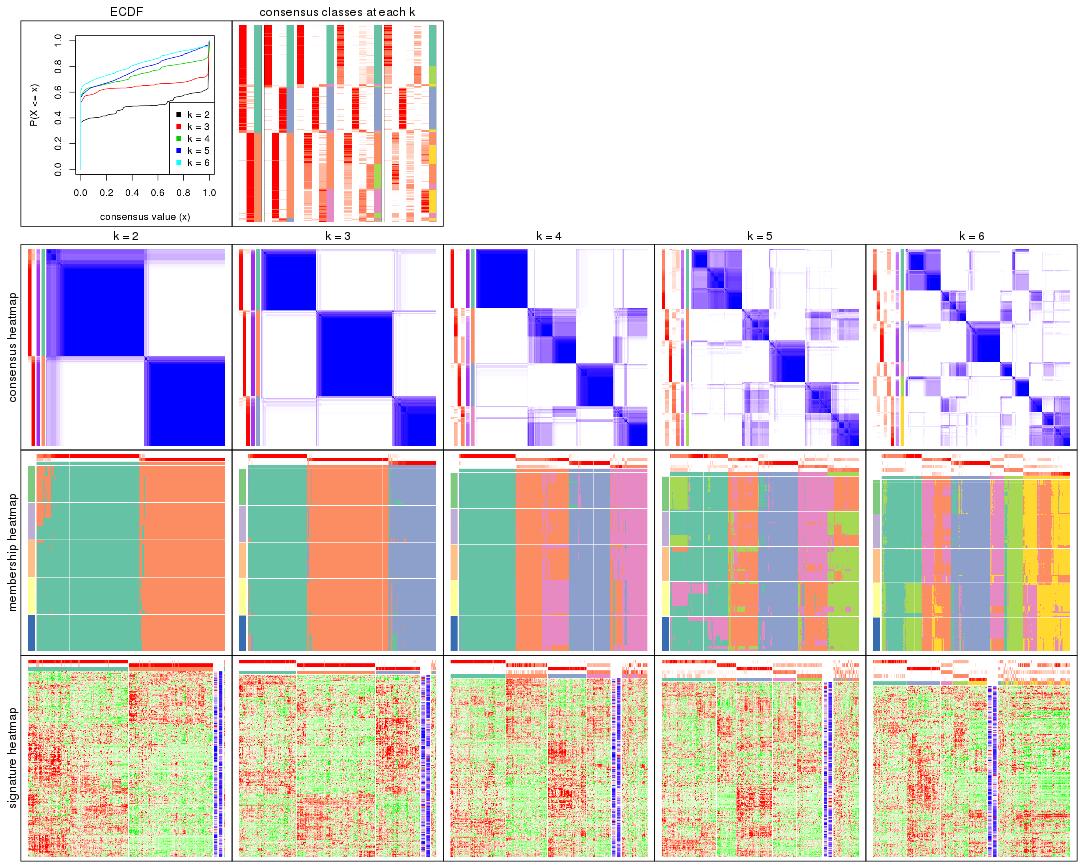 ECDF
consensus classes at each k
P(X <= x)
1.0
0.8
0.6
0.4
0.2
0.0
k = 2
k = 3
k = 4
k = 5
k = 6
0.0 0.2 0.4 0.6 0.8 1.0
consensus value (x)
k = 2 k = 3 k = 4 k = 5 k = 6
consensus heatmap
membership heatmap
signature heatmap